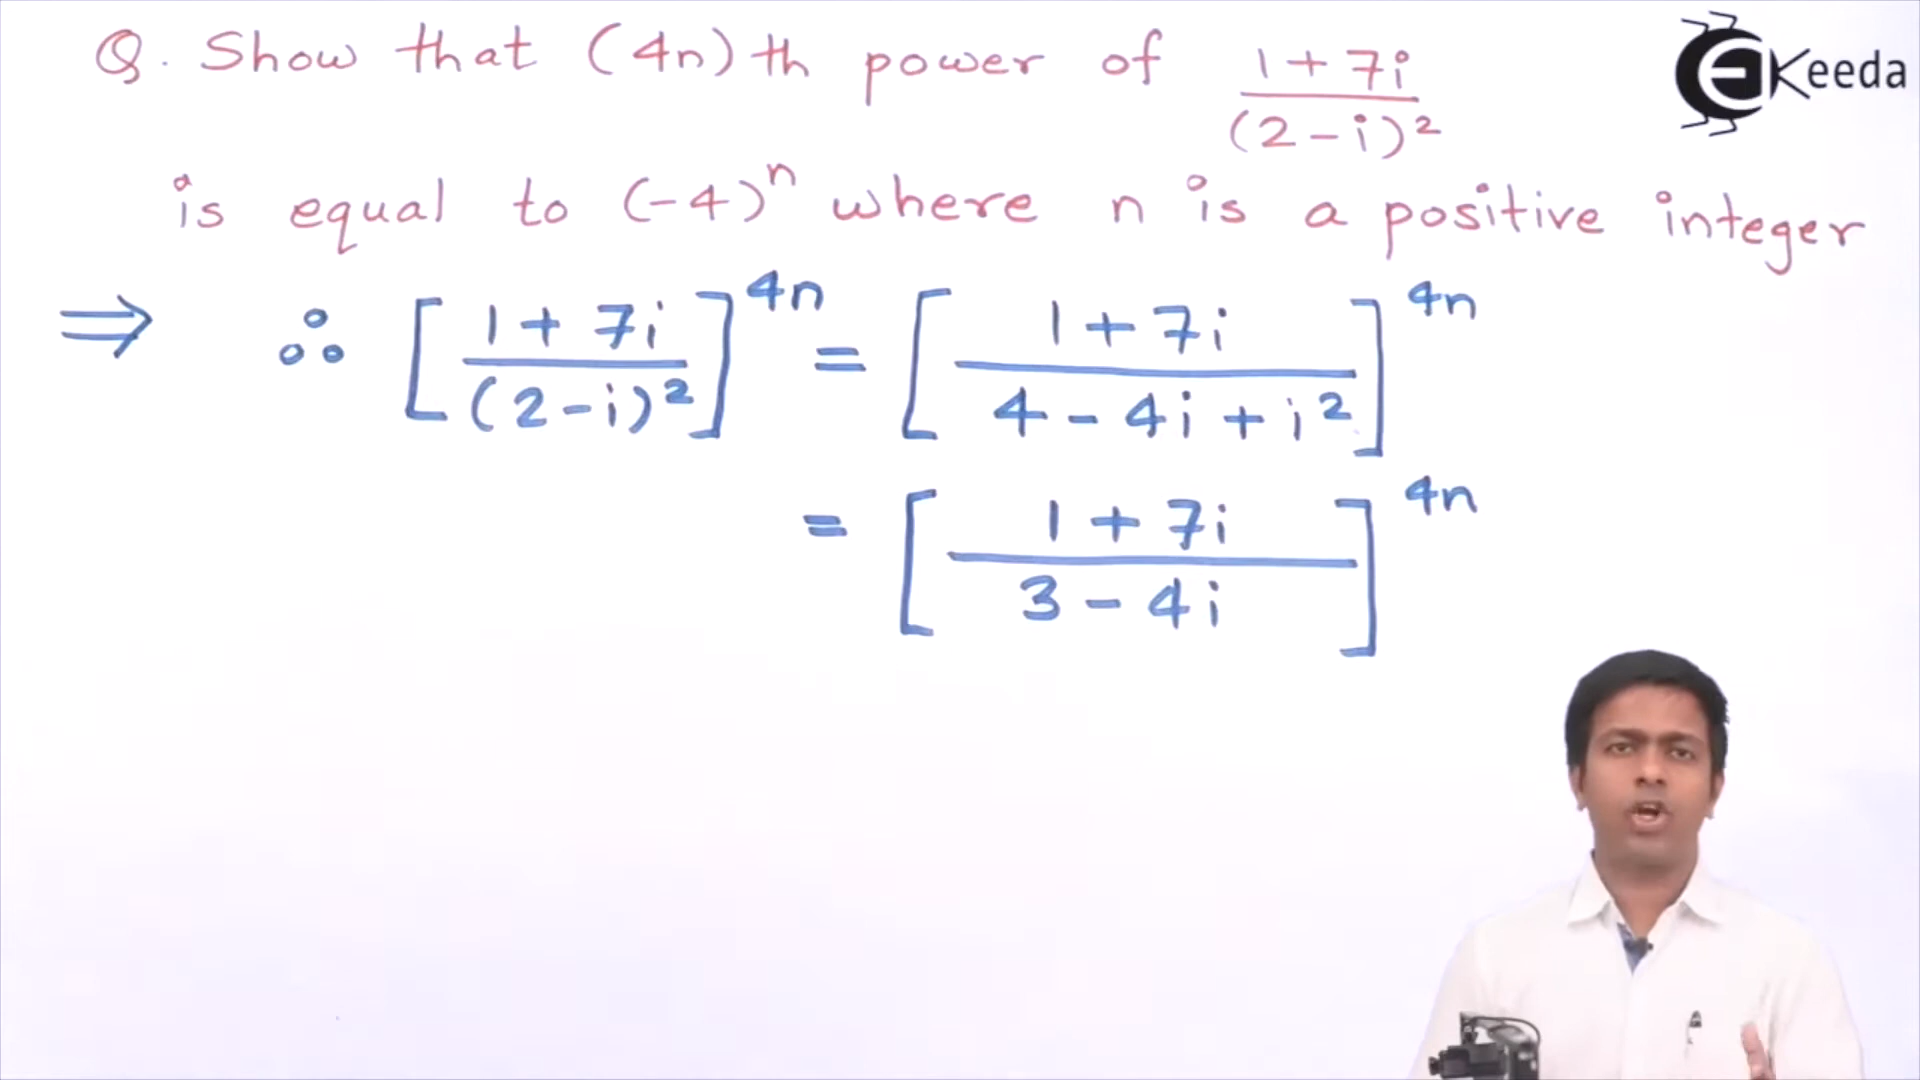 Q. Show that (4n)th power of (1+7i)/(2-i)²
EKeeda
is equal to (-4)ⁿ where n is a positive integer
⇒ ∴ [(1+7i)/(2-i)²]⁴ⁿ = [(1+7i)/(4-4i+i²)]⁴ⁿ
= [(1+7i)/(3-4i)]⁴ⁿ